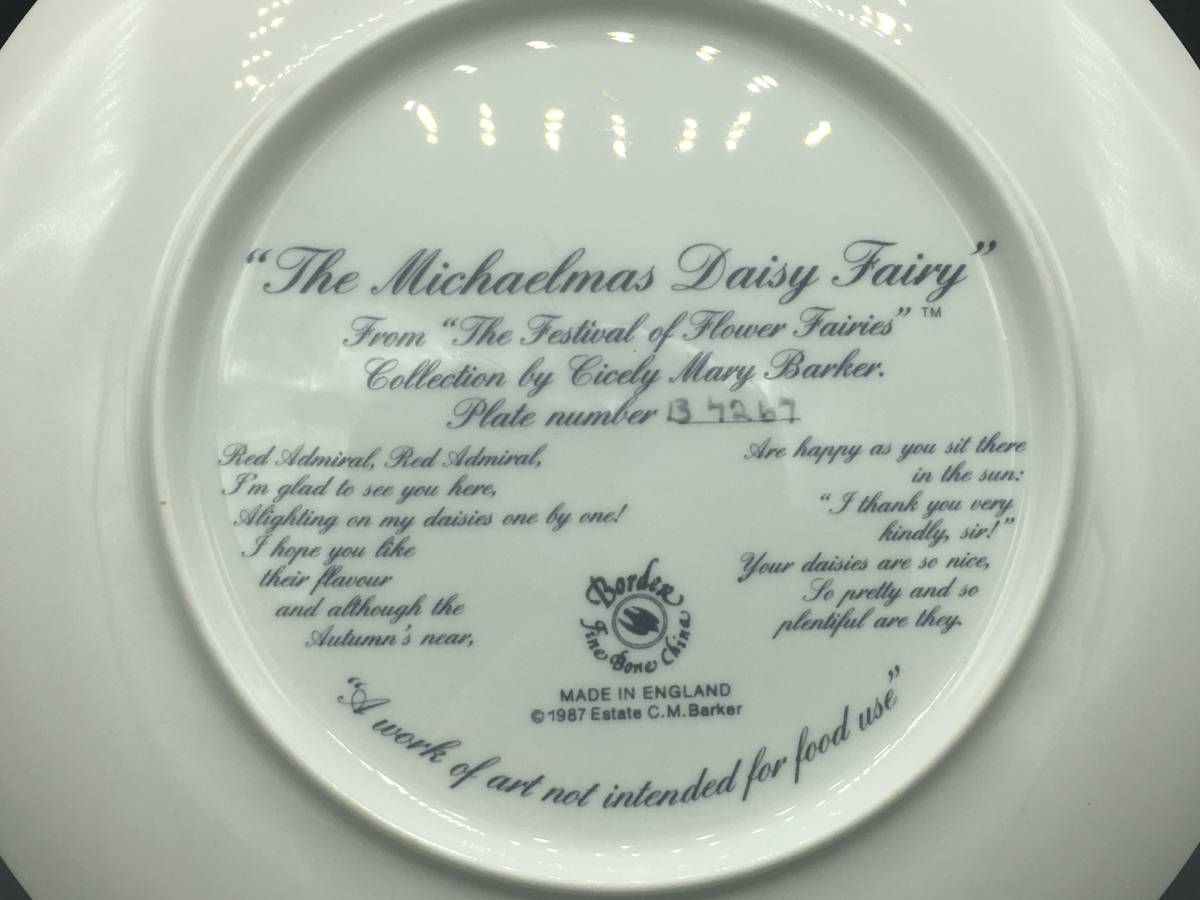 “The Michaelmas Daisy Fairy”
From “The Festival of Flower Fairies” ™
Collection by Cicely Mary Barker.
Plate number B 7267
Red Admiral, Red Admiral,
I'm glad to see you here,
Alighting on my daisies one by one!
I hope you like
their flavour
and although the
Autumn's near,
Are happy as you sit there
in the sun:
“I thank you very
kindly, sir!”
Your daisies are so nice,
So pretty and so
plentiful are they.
Border
Fine Bone China
MADE IN ENGLAND
©1987 Estate C.M.Barker
“A work of art not intended for food use”